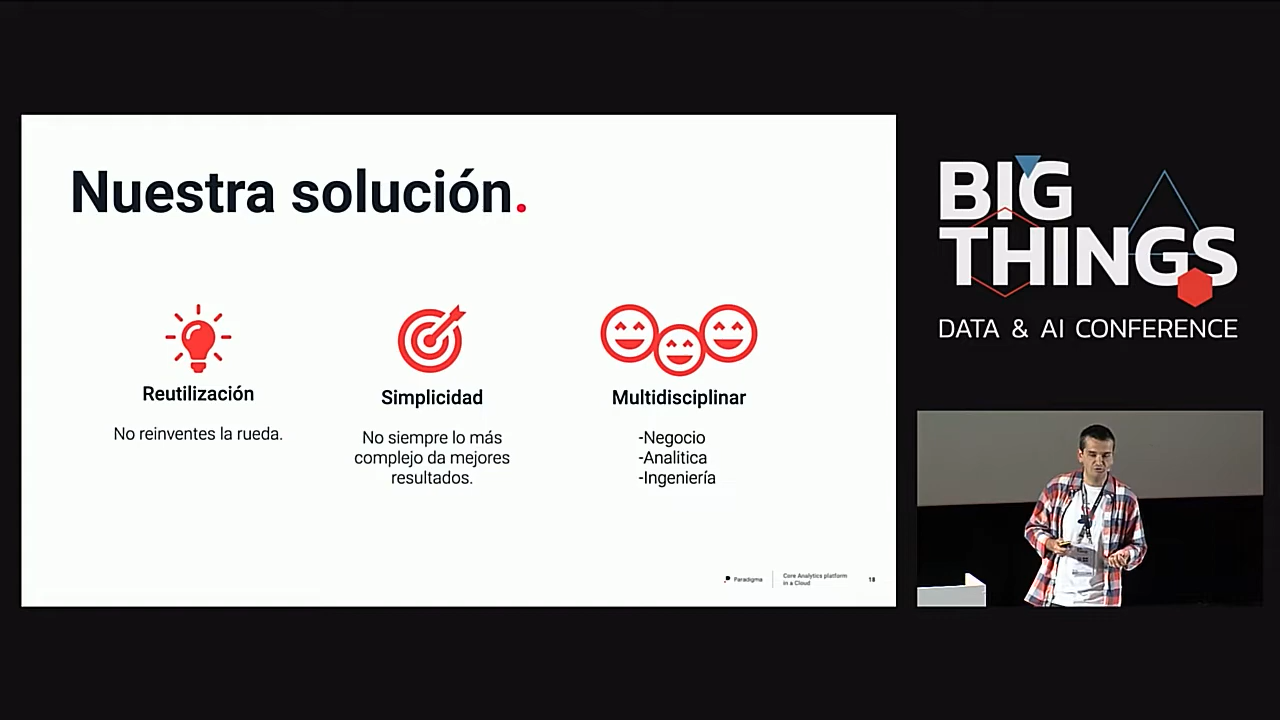 Nuestra solución.
Reutilización
No reinventes la rueda.
Simplicidad
No siempre lo más
complejo da mejores
resultados.
Multidisciplinar
-Negocio
-Analitica
-Ingeniería
Paradigma
Core Analytics platform
in a Cloud
18
BIG
THINGS
DATA & AI CONFERENCE